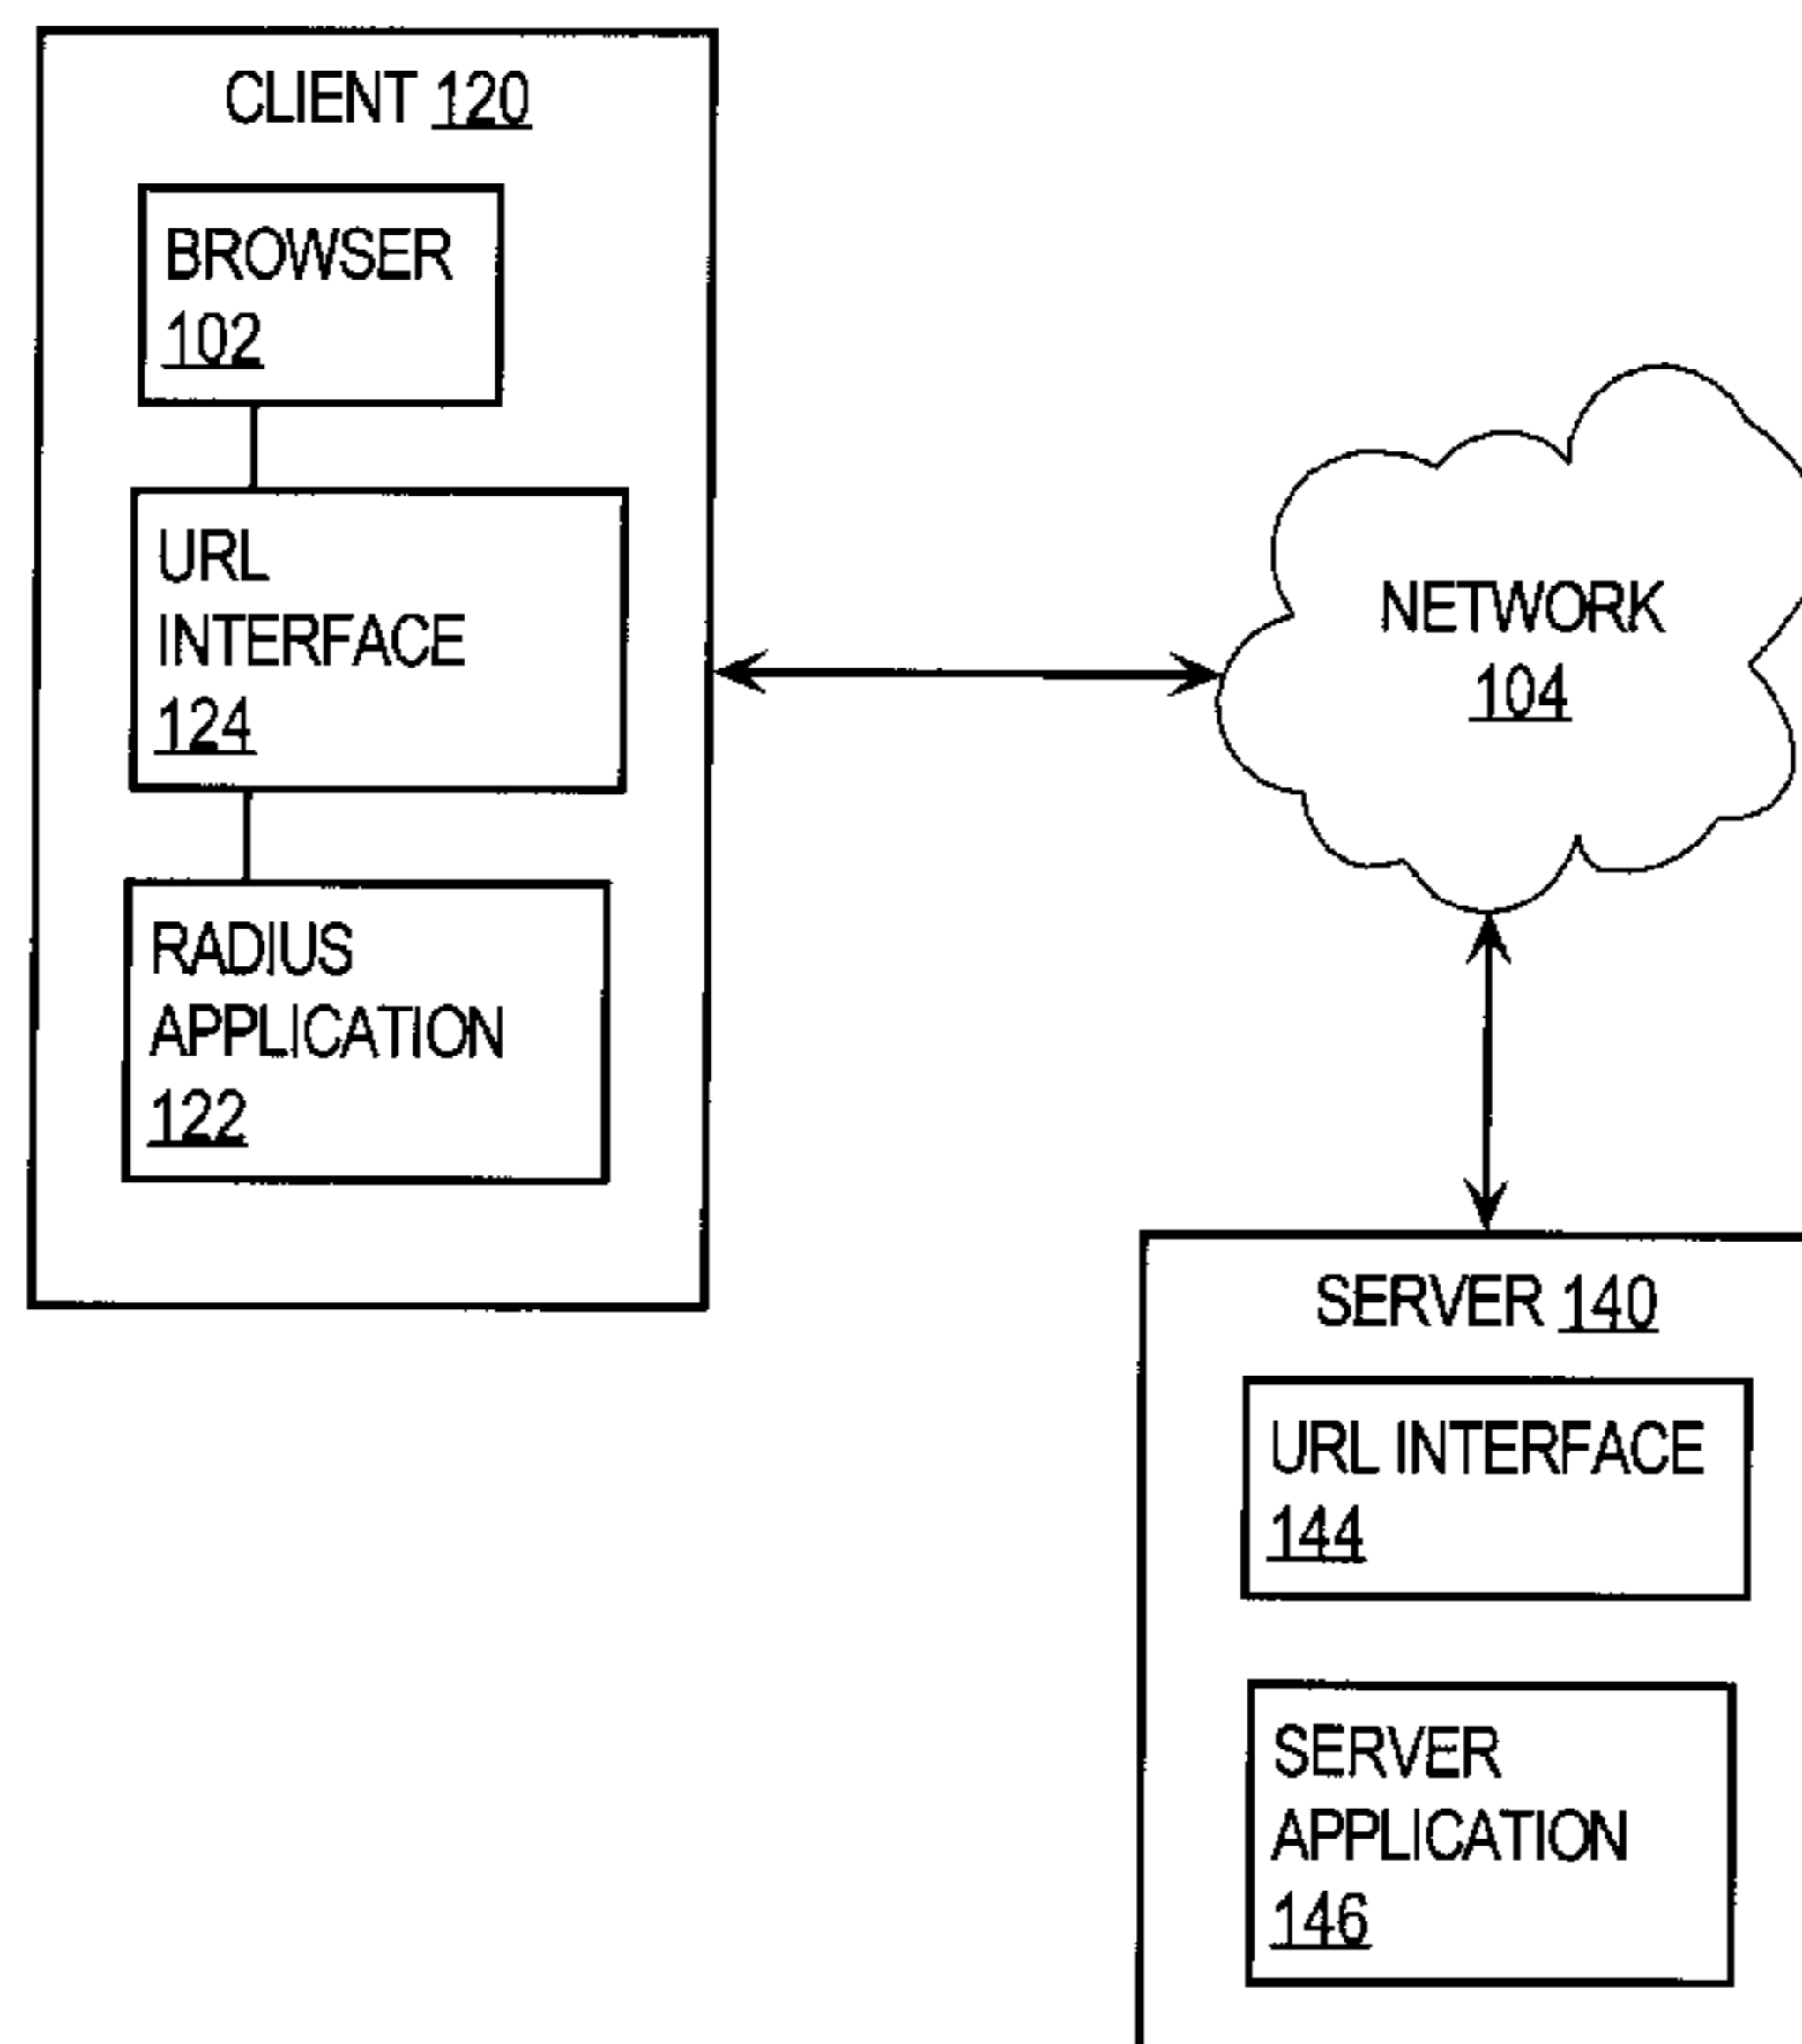 CLIENT 120
BROWSER
102
URL
INTERFACE
124
RADIUS
APPLICATION
122
NETWORK
104
SERVER 140
URL INTERFACE
144
SERVER
APPLICATION
146